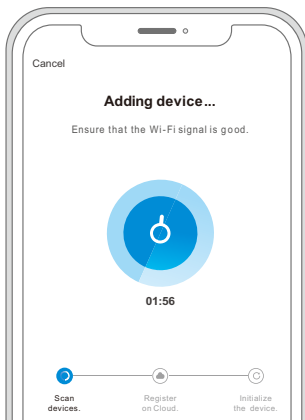 Cancel
Adding device...
Ensure that the Wi-Fi signal is good.
01:56
Scan devices.
Register on Cloud.
Initialize the device.